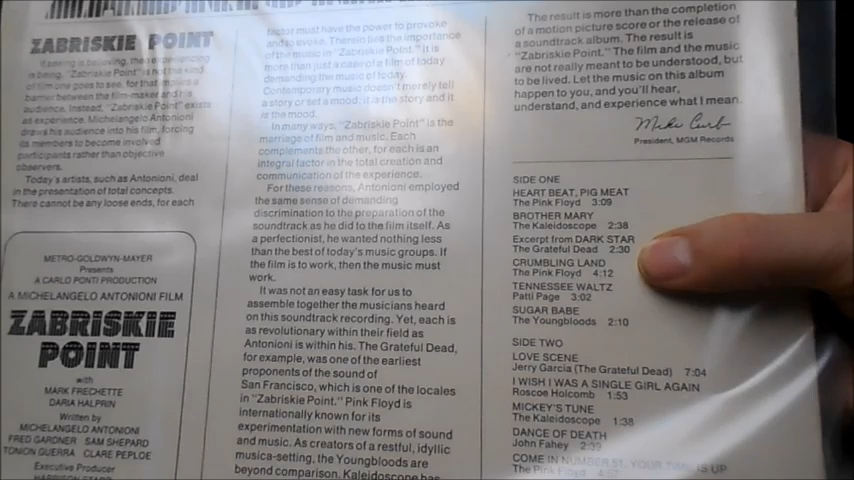 ZABRISKIE POINT
If seeing is believing, then experiencing
is being. "Zabriskie Point" is not the kind
of film one goes to see, for that implies a
barrier between the film-maker and his
audience. Instead, "Zabriskie Point" exists
as experience. Michelangelo Antonioni
draws his audience into his film, forcing
its members to become involved
participants rather than objective
observers.
Today's artists, such as Antonioni, deal
in the presentation of total concepts.
There cannot be any loose ends, for each
METRO-GOLDWYN-MAYER
Presents
A CARLO PONTI PRODUCTION
A MICHELANGELO ANTONIONI FILM
ZABRISKIE
POINT
with
MARK FRECHETTE
DARIA HALPRIN
Written by
MICHELANGELO ANTONIONI
FRED GARDNER SAM SHEPARD
TONION GUERRA CLARE PEPLOE
Executive Producer
factor must have the power to provoke
and to evoke. Therein lies the importance
of the music in "Zabriskie Point." It is
more than just a case of a film of today
demanding the music of today.
Contemporary music doesn't merely tell
a story or set a mood, it is the story and it
is the mood.
In many ways, "Zabriskie Point" is the
marriage of film and music. Each
complements the other, for each is an
integral factor in the total creation and
communication of the experience.
For these reasons, Antonioni employed
the same sense of demanding
discrimination to the preparation of the
soundtrack as he did to the film itself. As
a perfectionist, he wanted nothing less
than the best of today's music groups. If
the film is to work, then the music must
work.
It was not an easy task for us to
assemble together the musicians heard
on this soundtrack recording. Yet, each is
as revolutionary within their field as
Antonioni is within his. The Grateful Dead,
for example, was one of the earliest
proponents of the sound of
San Francisco, which is one of the locales
in "Zabriskie Point." Pink Floyd is
internationally known for its
experimentation with new forms of sound
and music. As creators of a restful, idyllic
musica-setting, the Youngbloods are
beyond comparison. Kaleidoscope has
The result is more than the completion
of a motion picture score or the release of
a soundtrack album. The result is
"Zabriskie Point." The film and the music
are not really meant to be understood, but
to be lived. Let the music on this album
happen to you, and you'll hear,
understand, and experience what I mean.
Mike Curb
President, MGM Records
SIDE ONE
HEART BEAT, PIG MEAT
The Pink Floyd 3:09
BROTHER MARY
The Kaleidoscope 2:38
Excerpt from DARK STAR
The Grateful Dead 2:30
CRUMBLING LAND
The Pink Floyd 4:12
TENNESSEE WALTZ
Patti Page 3:02
SUGAR BABE
The Youngbloods 2:10
SIDE TWO
LOVE SCENE
Jerry Garcia (The Grateful Dead) 7:04
I WISH I WAS A SINGLE GIRL AGAIN
Roscoe Holcomb 1:53
MICKEY'S TUNE
The Kaleidoscope 1:38
DANCE OF DEATH
John Fahey 2:39
COME IN NUMBER 51, YOUR TIME IS UP
The Pink Floyd